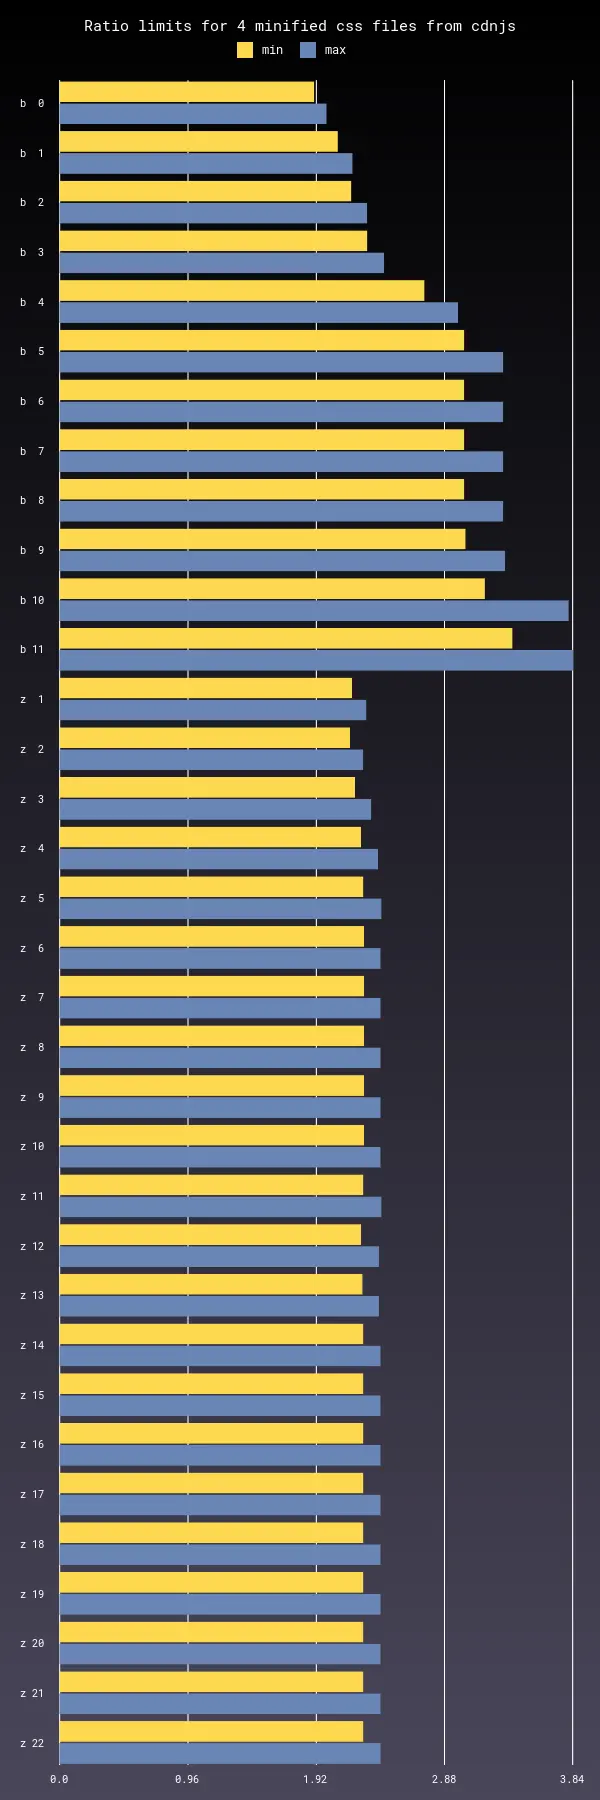 Ratio limits for 4 minified css files from cdnjs
min max
b 0
b 1
b 2
b 3
b 4
b 5
b 6
b 7
b 8
b 9
b 10
b 11
z 1
z 2
z 3
z 4
z 5
z 6
z 7
z 8
z 9
z 10
z 11
z 12
z 13
z 14
z 15
z 16
z 17
z 18
z 19
z 20
z 21
z 22
0.0 0.96 1.92 2.88 3.84